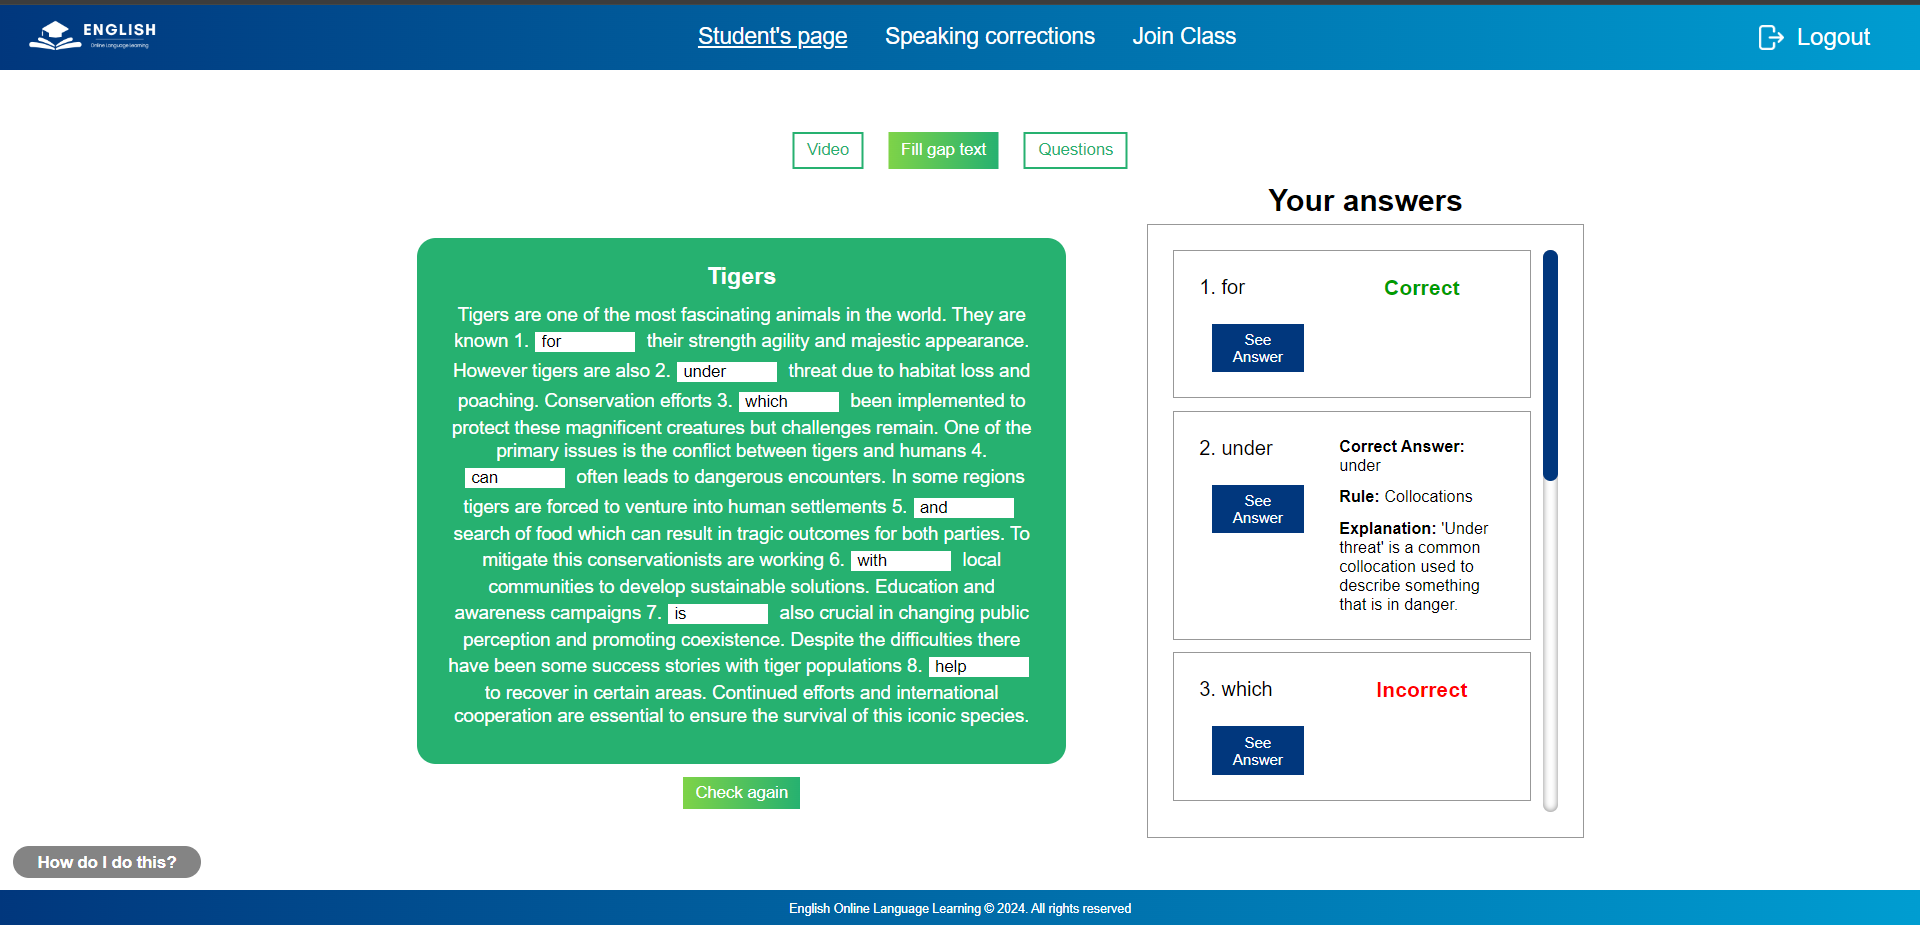 ENGLISH
Online Language Learning
Student's page
Speaking corrections
Join Class
Logout
Video
Fill gap text
Questions
Your answers
Tigers
Tigers are one of the most fascinating animals in the world. They are
known 1. for their strength agility and majestic appearance.
However tigers are also 2. under threat due to habitat loss and
poaching. Conservation efforts 3. which been implemented to
protect these magnificent creatures but challenges remain. One of the
primary issues is the conflict between tigers and humans 4.
can often leads to dangerous encounters. In some regions
tigers are forced to venture into human settlements 5. and
search of food which can result in tragic outcomes for both parties. To
mitigate this conservationists are working 6. with local
communities to develop sustainable solutions. Education and
awareness campaigns 7. is also crucial in changing public
perception and promoting coexistence. Despite the difficulties there
have been some success stories with tiger populations 8. help
to recover in certain areas. Continued efforts and international
cooperation are essential to ensure the survival of this iconic species.
Check again
1. for
Correct
See
Answer
2. under
See
Answer
Correct Answer:
under
Rule: Collocations
Explanation: 'Under
threat' is a common
collocation used to
describe something
that is in danger.
3. which
Incorrect
See
Answer
How do I do this?
English Online Language Learning © 2024. All rights reserved